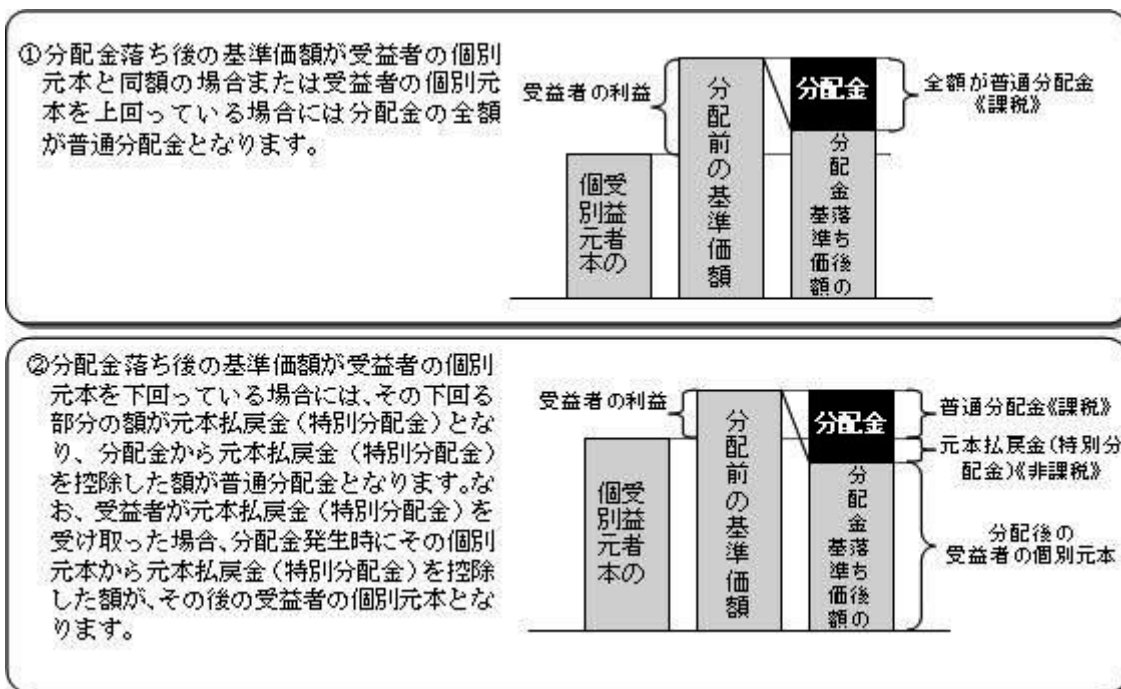 ①分配金落ち後の基準価額が受益者の個別
元本と同額の場合または受益者の個別元
本を上回っている場合には分配金の全額
が普通分配金となります。
受益者の利益
受益者の
個別元本
分配前の基準価額
分配金
分配金落ち後の
基準価額
全額が普通分配金
《課税》
②分配金落ち後の基準価額が受益者の個別
元本を下回っている場合には、その下回る
部分の額が元本払戻金（特別分配金）とな
り、分配金から元本払戻金（特別分配金）
を控除した額が普通分配金となります。な
お、受益者が元本払戻金（特別分配金）を
受け取った場合、分配金発生時にその個別
元本から元本払戻金（特別分配金）を控除
した額が、その後の受益者の個別元本とな
ります。
受益者の利益
受益者の
個別元本
分配前の基準価額
分配金
分配金落ち後の
基準価額
普通分配金《課税》
元本払戻金(特別分
配金)《非課税》
分配後の
受益者の個別元本